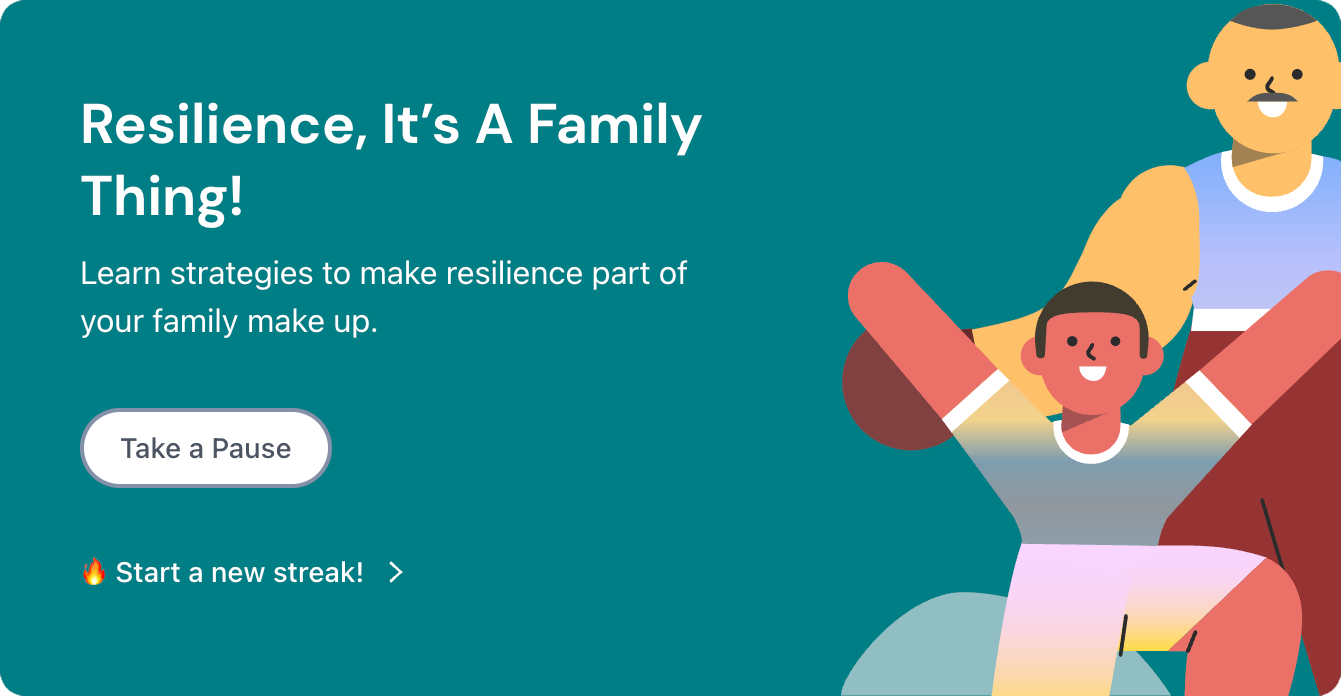 Resilience, It’s A Family
Thing!
Learn strategies to make resilience part of
your family make up.
Take a Pause
🔥 Start a new streak!